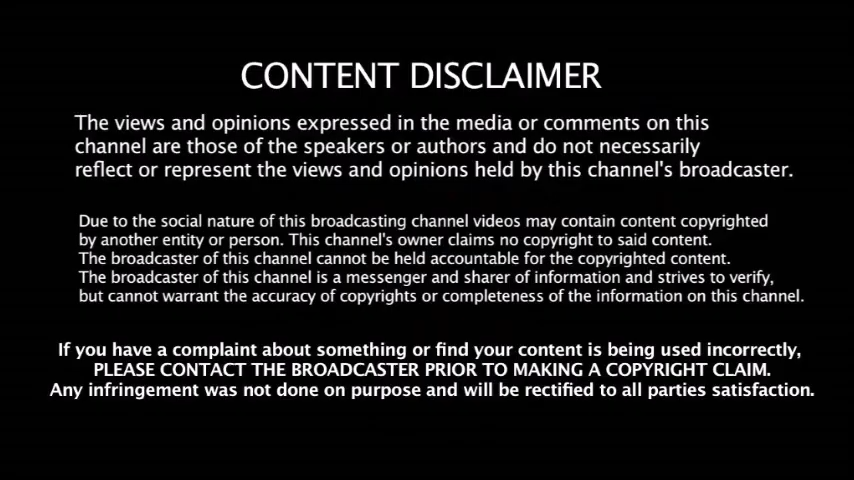 CONTENT DISCLAIMER
The views and opinions expressed in the media or comments on this
channel are those of the speakers or authors and do not necessarily
reflect or represent the views and opinions held by this channel's broadcaster.
Due to the social nature of this broadcasting channel videos may contain content copyrighted
by another entity or person. This channel's owner claims no copyright to said content.
The broadcaster of this channel cannot be held accountable for the copyrighted content.
The broadcaster of this channel is a messenger and sharer of information and strives to verify,
but cannot warrant the accuracy of copyrights or completeness of the information on this channel.
If you have a complaint about something or find your content is being used incorrectly,
PLEASE CONTACT THE BROADCASTER PRIOR TO MAKING A COPYRIGHT CLAIM.
Any infringement was not done on purpose and will be rectified to all parties satisfaction.